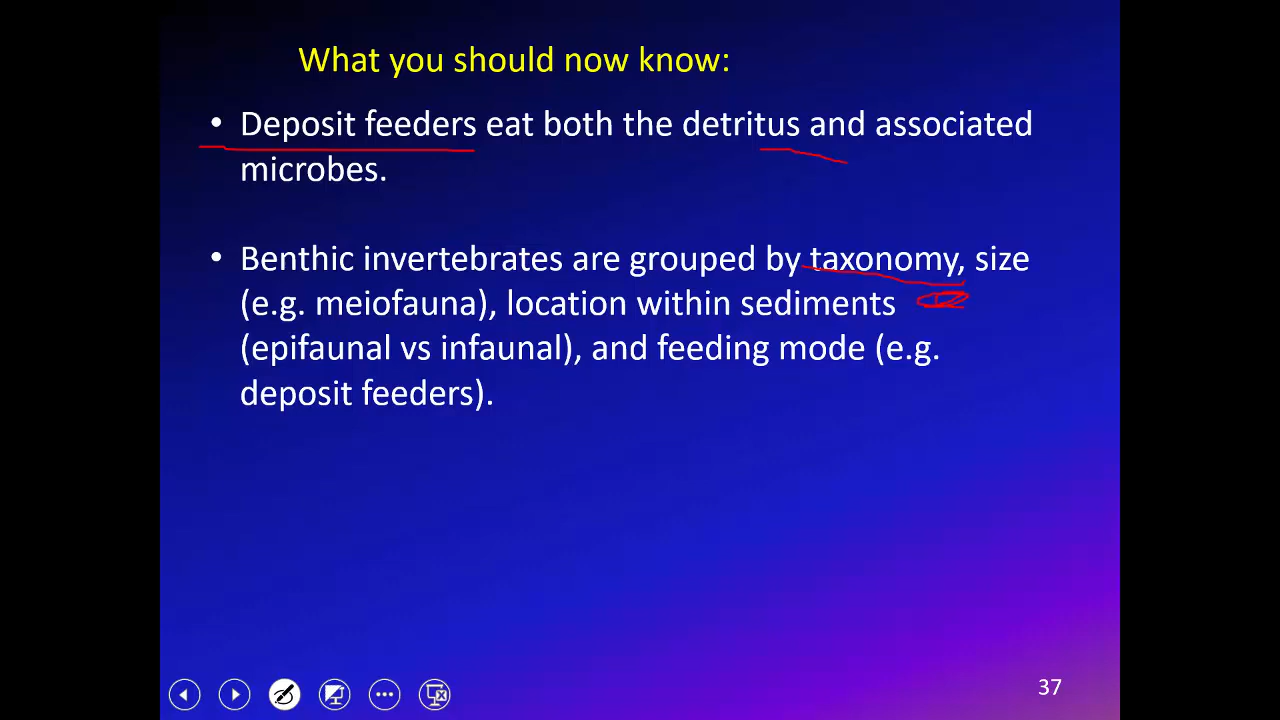 What you should now know:
• Deposit feeders eat both the detritus and associated
microbes.
• Benthic invertebrates are grouped by taxonomy, size
(e.g. meiofauna), location within sediments
(epifaunal vs infaunal), and feeding mode (e.g.
deposit feeders).
37